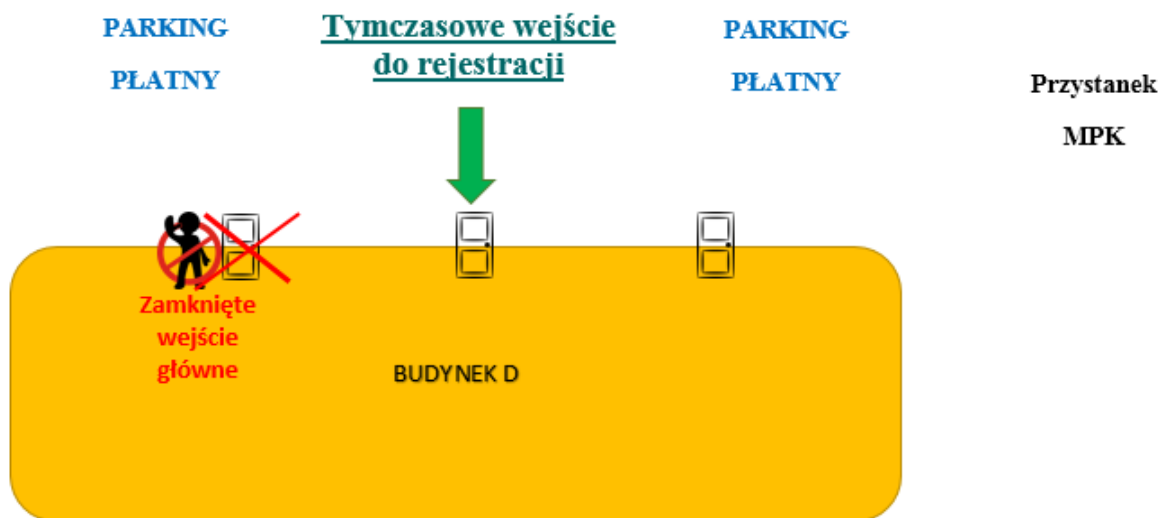 PARKING
PŁATNY
Tymczasowe wejście
do rejestracji
PARKING
PŁATNY
Przystanek
MPK
Zamknięte
wejście
główne
BUDYNEK D